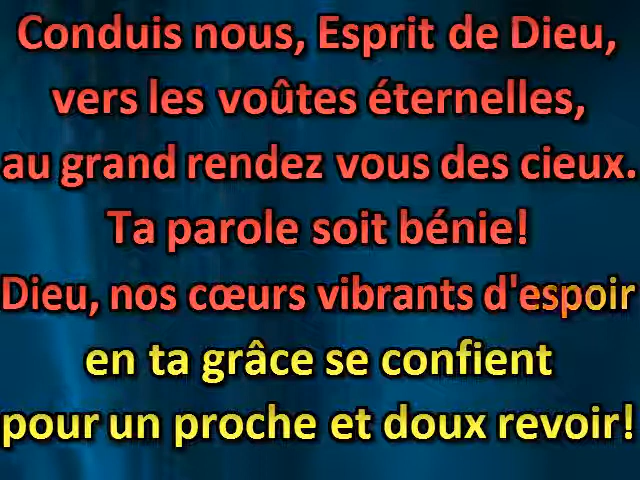 Conduis nous, Esprit de Dieu,
vers les voûtes éternelles,
au grand rendez vous des cieux.
Ta parole soit bénie!
Dieu, nos cœurs vibrants d'espoir
en ta grâce se confient
pour un proche et doux revoir!